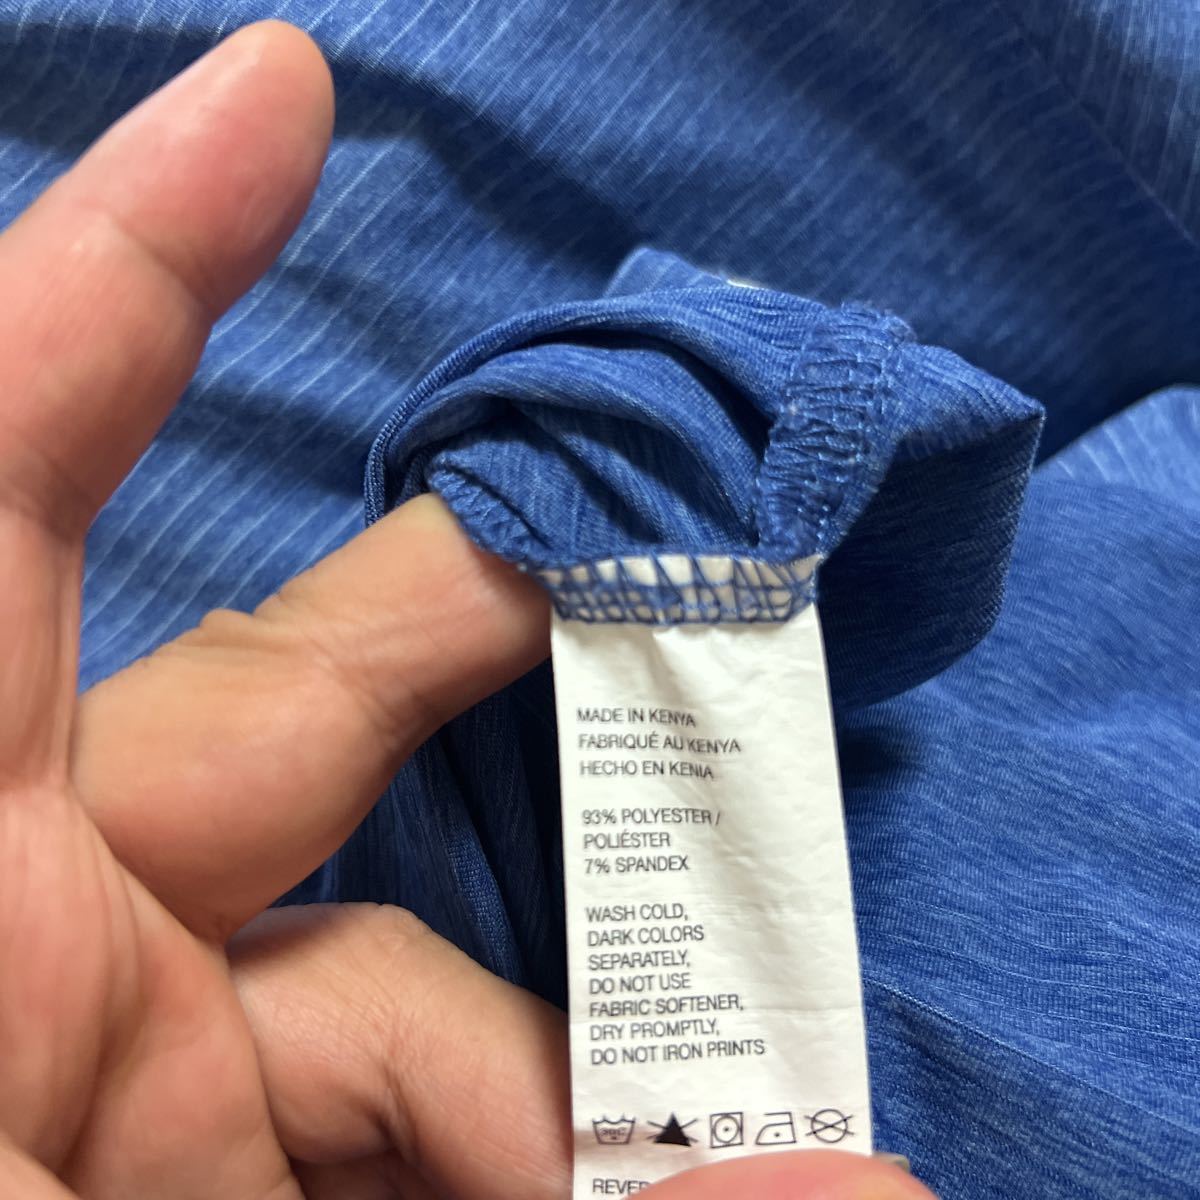 MADE IN KENYA
FABRIQUÉ AU KENYA
HECHO EN KENIA
93% POLYESTER /
POLIÉSTER
7% SPANDEX
WASH COLD,
DARK COLORS
SEPARATELY,
DO NOT USE
FABRIC SOFTENER,
DRY PROMPTLY,
DO NOT IRON PRINTS
30C